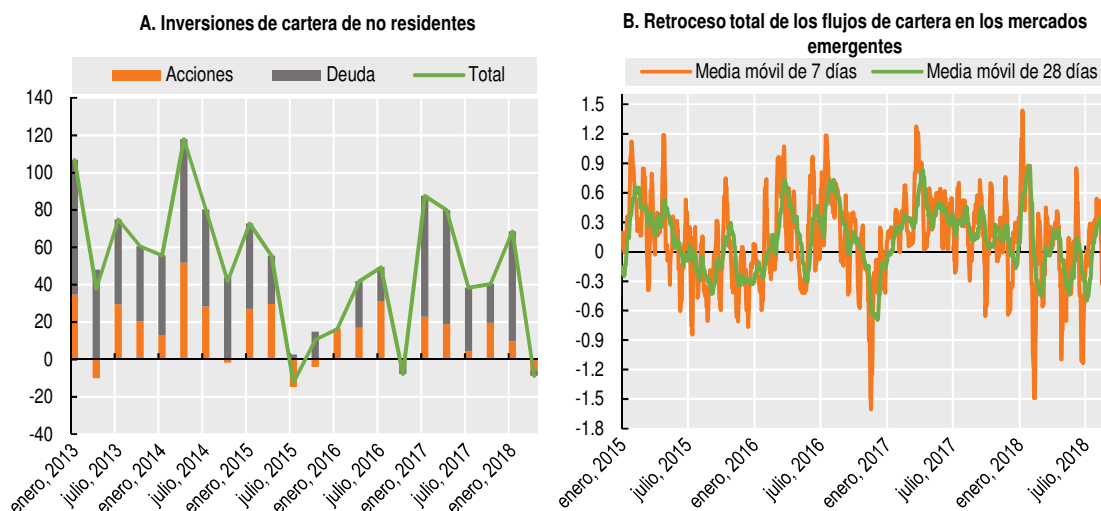 A. Inversiones de cartera de no residentes
Acciones Deuda Total
140
120
100
80
60
40
20
0
-20
-40
enero, 2013
julio, 2013
enero, 2014
julio, 2014
enero, 2015
julio, 2015
enero, 2016
julio, 2016
enero, 2017
julio, 2017
enero, 2018
B. Retroceso total de los flujos de cartera en los mercados
emergentes
Media móvil de 7 días Media móvil de 28 días
1.5
1.2
0.9
0.6
0.3
0
-0.3
-0.6
-0.9
-1.2
-1.5
-1.8
enero, 2015
julio, 2015
enero, 2016
julio, 2016
enero, 2017
julio, 2017
enero, 2018
julio, 2018